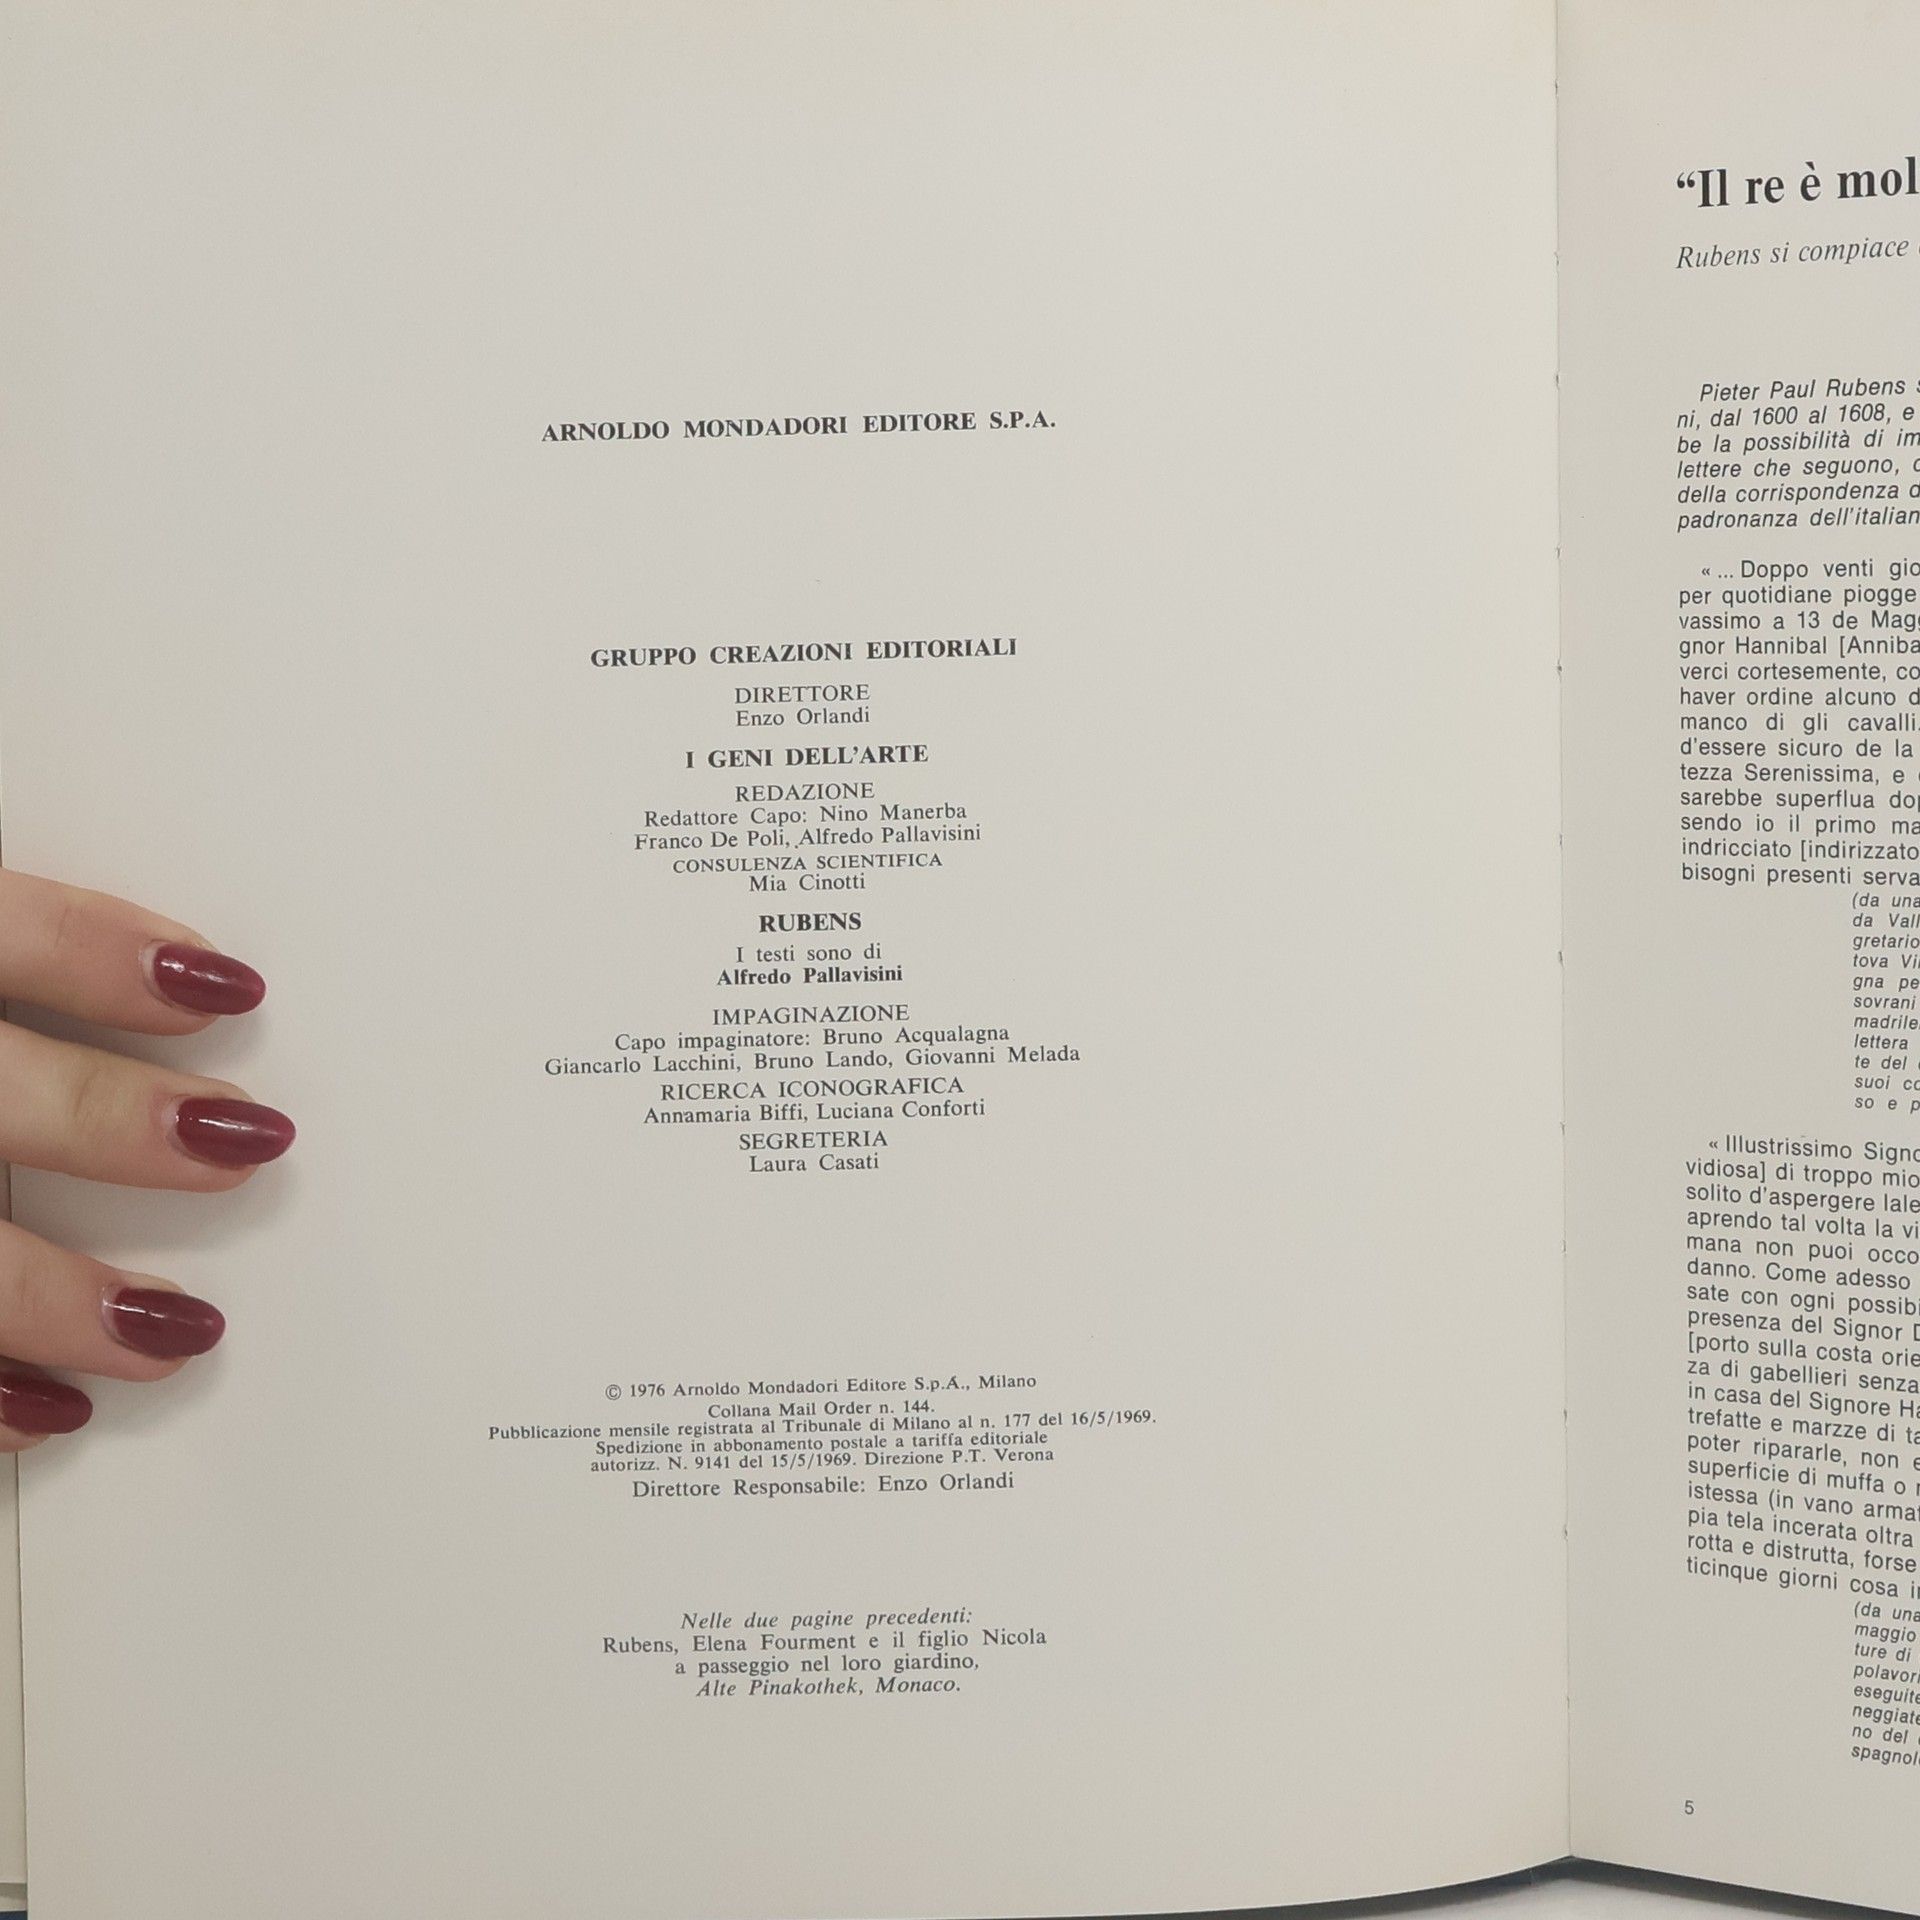 ARNOLDO MONDADORI EDITORE S.P.A.
GRUPPO CREAZIONI EDITORIALI
DIRETTORE
Enzo Orlandi
I GENI DELL'ARTE
REDAZIONE
Redattore Capo: Nino Manerba
Franco De Poli, Alfredo Pallavisini
CONSULENZA SCIENTIFICA
Mia Cinotti
RUBENS
I testi sono di
Alfredo Pallavisini
IMPAGINAZIONE
Capo impaginatore: Bruno Acqualagna
Giancarlo Lacchini, Bruno Lando, Giovanni Melada
RICERCA ICONOGRAFICA
Annamaria Biffi, Luciana Conforti
SEGRETERIA
Laura Casati
© 1976 Arnoldo Mondadori Editore S.p.A., Milano
Collana Mail Order n. 144.
Pubblicazione mensile registrata al Tribunale di Milano al n. 177 del 16/5/1969.
Spedizione in abbonamento postale a tariffa editoriale
autorizz. N. 9141 del 15/5/1969. Direzione P.T. Verona
Direttore Responsabile: Enzo Orlandi
Nelle due pagine precedenti:
Rubens, Elena Fourment e il figlio Nicola
a passeggio nel loro giardino,
Alte Pinakothek, Monaco.
“Il re è mol
Rubens si compiace
Pieter Paul Rubens s
ni, dal 1600 al 1608, e
be la possibilità di im
lettere che seguono,
della corrispondenza d
padronanza dell'italian
« ... Doppo venti gio
per quotidiane piogge
vassimo a 13 de Magg
gnor Hannibal [Anniba
verci cortesemente, co
haver ordine alcuno d
manco di gli cavalli.
d'essere sicuro de la
tezza Serenissima, e
sarebbe superflua dop
sendo io il primo ma
indricciato [indirizzato
bisogni presenti serva
(da una
da Vall
gretario
tova Vi
gna pe
sovrani
madrile
lettera
te del
suoi co
so e p
« Illustrissimo Signo
vidiosa] di troppo mio
solito d'aspergere lale
aprendo tal volta la vi
mana non puoi occo
danno. Come adesso
sate con ogni possibi
presenza del Signor D
[porto sulla costa orie
za di gabellieri senza
in casa del Signore Ha
trefatte e marzze di ta
poter ripararle, non e
superficie di muffa o
istessa (in vano armat
pia tela incerata oltra
rotta e distrutta, forse
ticinque giorni cosa in
(da una
maggio
ture di
polavori
eseguite
neggiate
no del
spagnol
5